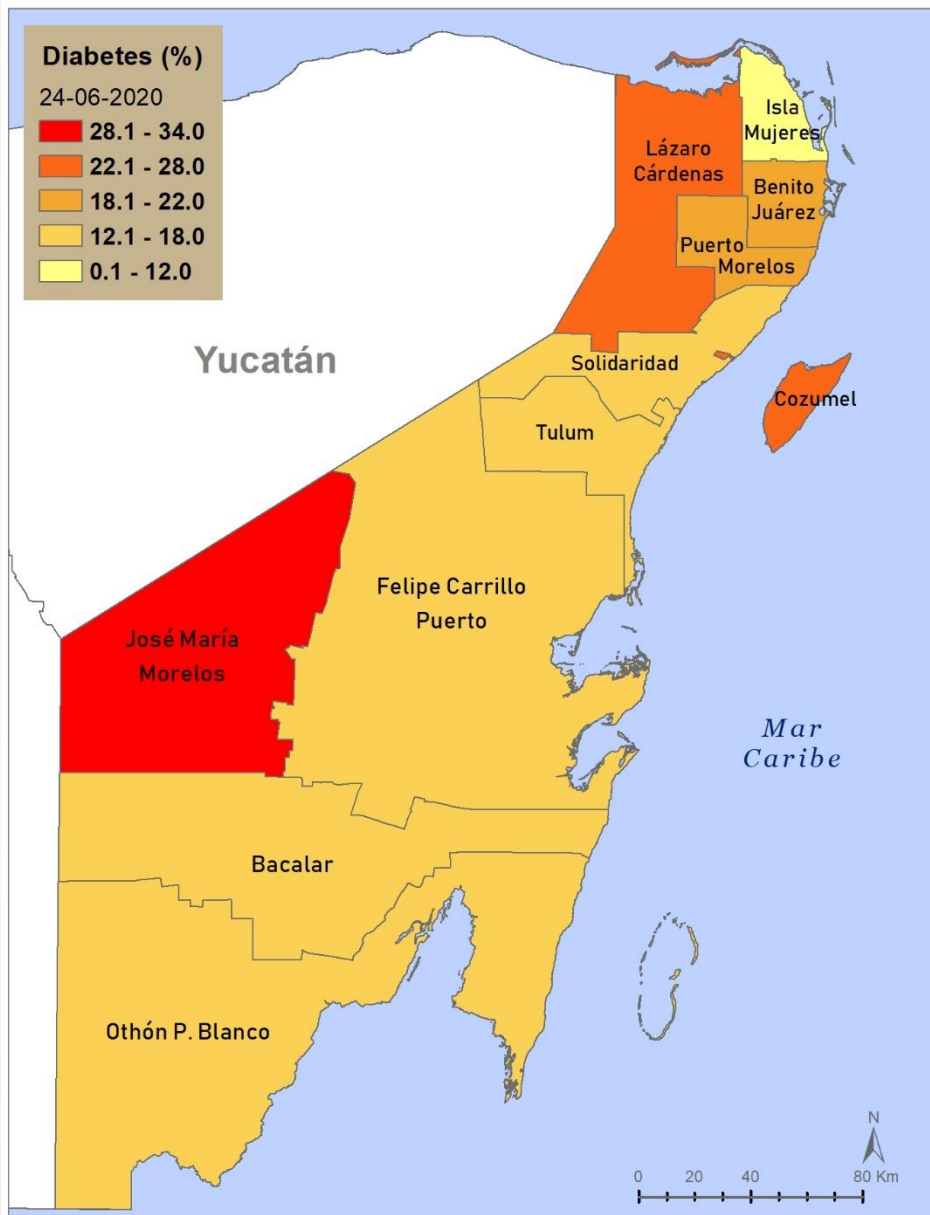 Diabetes (%)
24-06-2020
28.1 - 34.0
22.1 - 28.0
18.1 - 22.0
12.1 - 18.0
0.1 - 12.0
Isla
Mujeres
Lázaro
Cárdenas
Benito
Juárez
Puerto
Morelos
Yucatán
Solidaridad
Cozumel
Tulum
Felipe Carrillo
Puerto
José María
Morelos
Mar
Caribe
Bacalar
Othón P. Blanco
N
0 20 40 80 Km